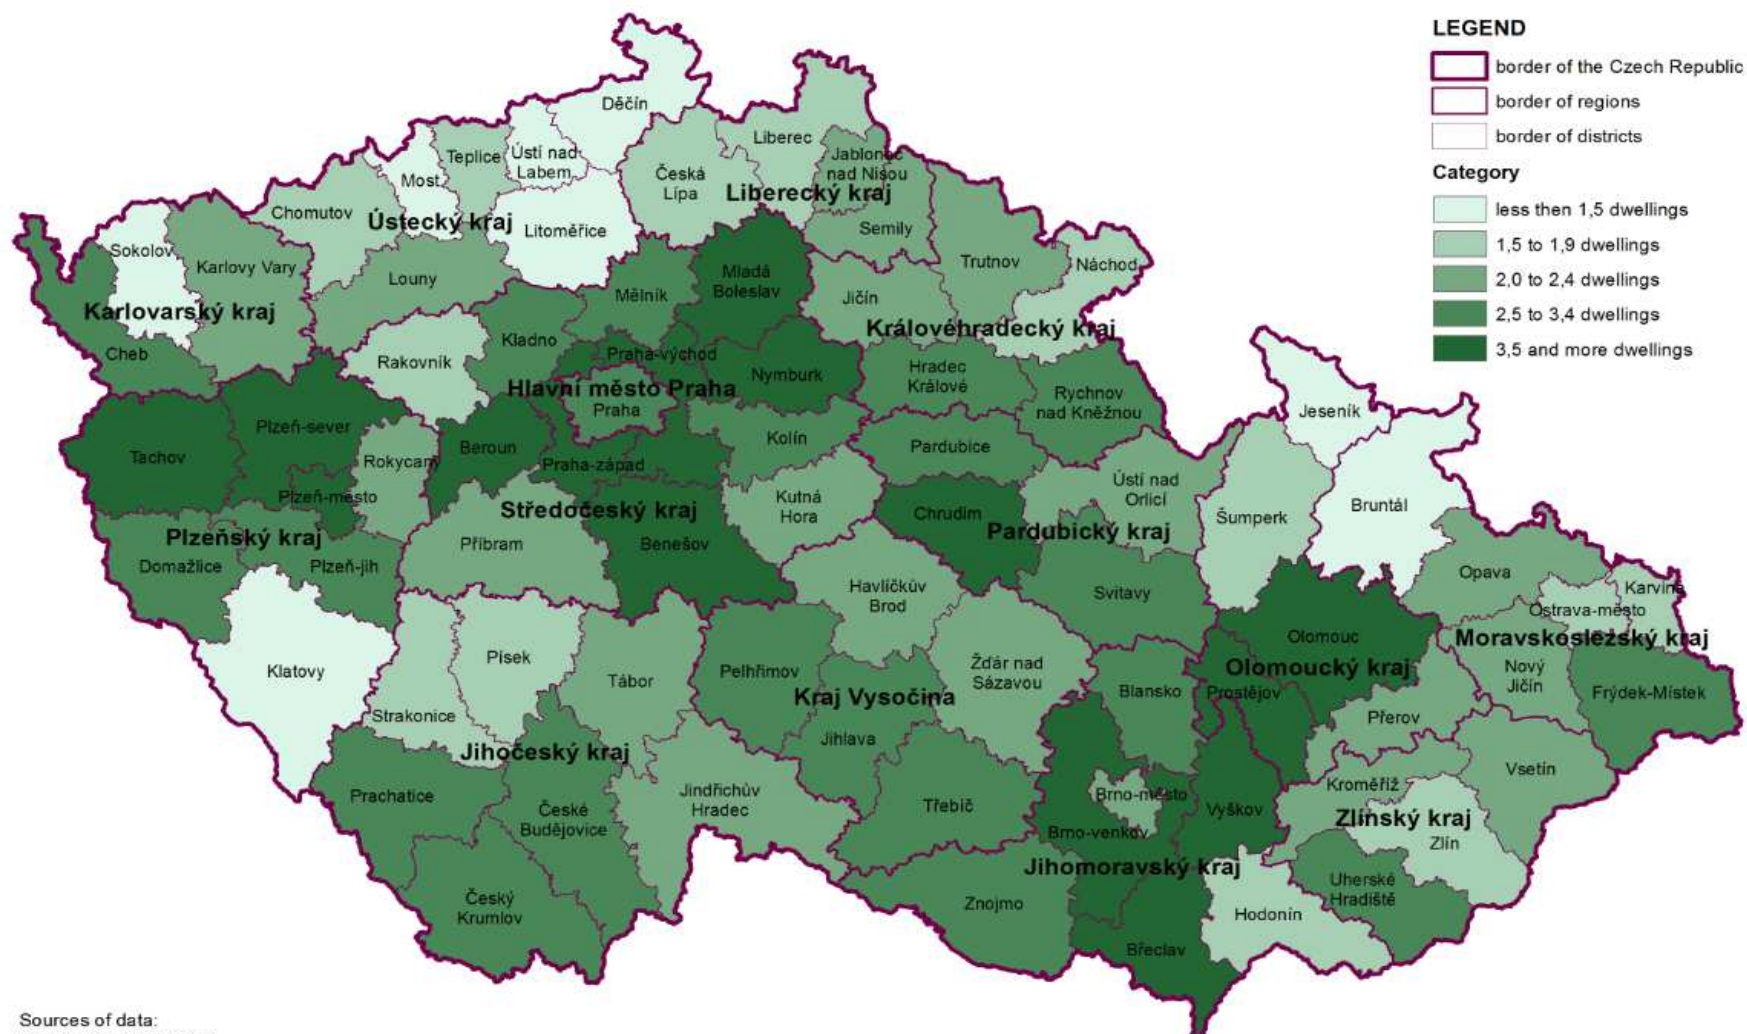 LEGEND
border of the Czech Republic
border of regions
border of districts
Category
less then 1,5 dwellings
1,5 to 1,9 dwellings
2,0 to 2,4 dwellings
2,5 to 3,4 dwellings
3,5 and more dwellings
Děčín
Liberec
Teplice
Ústí nad
Labem
Jablonec
nad Nisou
Most
Česká
Lípa
Liberecký kraj
Chomutov
Ústecký kraj
Litoměřice
Semily
Sokolov
Karlovy Vary
Louny
Mladá
Boleslav
Trutnov
Náchod
Mělník
Jičín
Karlovarský kraj
Královéhradecký kraj
Kladno
Cheb
Rakovník
Praha-východ
Hradec
Králové
Nymburk
Hlavní město Praha
Praha
Rychnov
nad Kněžnou
Jeseník
Plzeň-sever
Kolín
Pardubice
Tachov
Rokycany
Beroun
Praha-západ
Ústí nad
Orlicí
Plzeň-město
Kutná
Hora
Středočeský kraj
Chrudim
Šumperk
Bruntál
Plzeňský kraj
Pardubický kraj
Příbram
Benešov
Domažlice
Plzeň-jih
Opava
Havlíčkův
Brod
Svitavy
Karviná
Ostrava-město
Olomouc
Moravskoslezský kraj
Klatovy
Písek
Tábor
Pelhřimov
Žďár nad
Sázavou
Olomoucký kraj
Nový
Jičín
Kraj Vysočina
Blansko
Prostějov
Frýdek-Místek
Strakonice
Přerov
Jihlava
Jihočeský kraj
Vsetín
Prachatice
Jindřichův
Hradec
Kroměříž
České
Budějovice
Třebíč
Brno-město
Vyškov
Brno-venkov
Zlínský kraj
Zlín
Jihomoravský kraj
Uherské
Hradiště
Český
Krumlov
Znojmo
Hodonín
Břeclav
Sources of data: